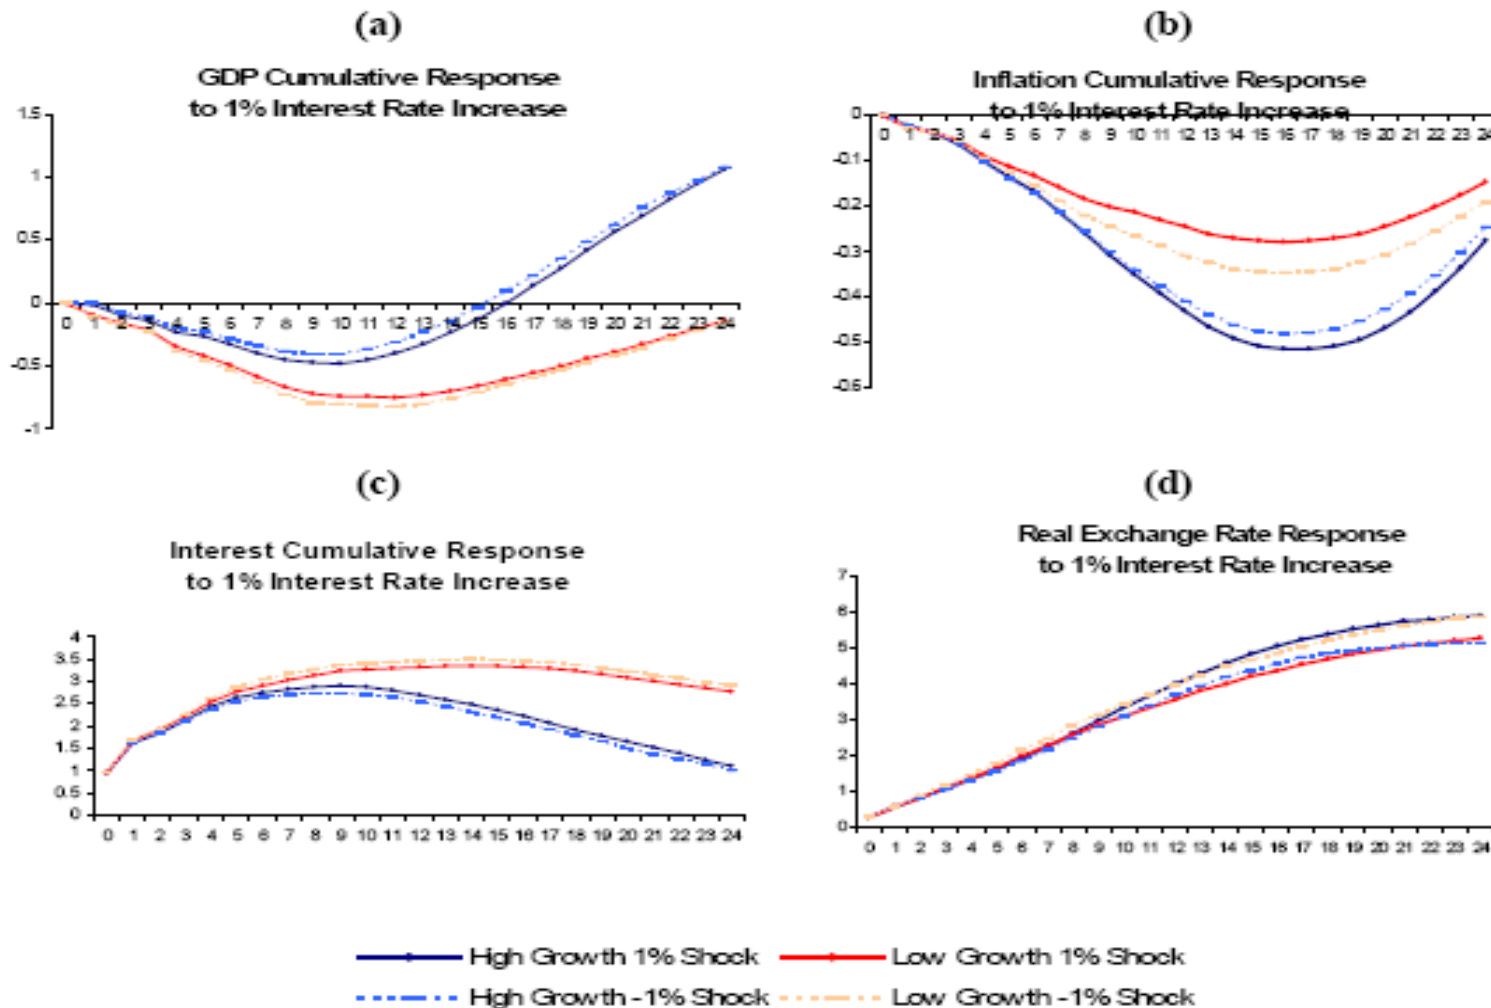 (a)
GDP Cumulative Response
to 1% Interest Rate Increase
1.5
1
0.5
0
-0.5
-1
0 1 2 3 4 5 6 7 8 9 10 11 12 13 14 15 16 17 18 19 20 21 22 23 24
(b)
Inflation Cumulative Response
to 1% Interest Rate Increase
0
-0.1
-0.2
-0.3
-0.4
-0.5
-0.6
0 1 2 3 4 5 6 7 8 9 10 11 12 13 14 15 16 17 18 19 20 21 22 23 24
(c)
Interest Cumulative Response
to 1% Interest Rate Increase
4
3.5
3
2.5
2
1.5
1
0.5
0
0 1 2 3 4 5 6 7 8 9 10 11 12 13 14 15 16 17 18 19 20 21 22 23 24
(d)
Real Exchange Rate Response
to 1% Interest Rate Increase
7
6
5
4
3
2
1
0
0 1 2 3 4 5 6 7 8 9 10 11 12 13 14 15 16 17 18 19 20 21 22 23 24
High Growth 1% Shock
Low Growth 1% Shock
High Growth -1% Shock
Low Growth -1% Shock